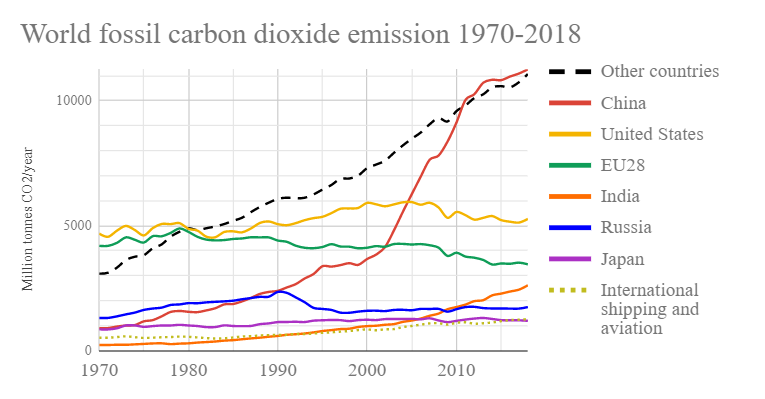 World fossil carbon dioxide emission 1970-2018
Million tonnes CO2/year
10000
5000
0
1970
1980
1990
2000
2010
Other countries
China
United States
EU28
India
Russia
Japan
International
shipping and
aviation